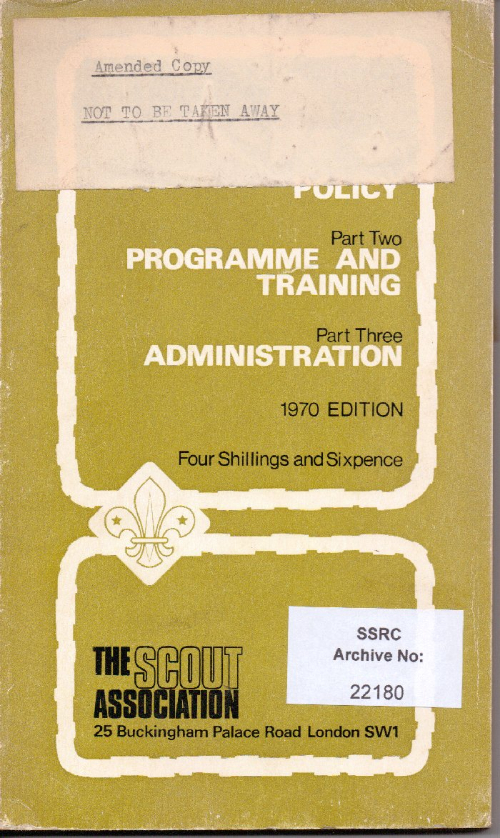 Amended Copy
NOT TO BE TAKEN AWAY
POLICY
Part Two
PROGRAMME AND
TRAINING
Part Three
ADMINISTRATION
1970 EDITION
Four Shillings and Sixpence
SSRC
Archive No:
22180
THE SCOUT
ASSOCIATION
25 Buckingham Palace Road London SW1